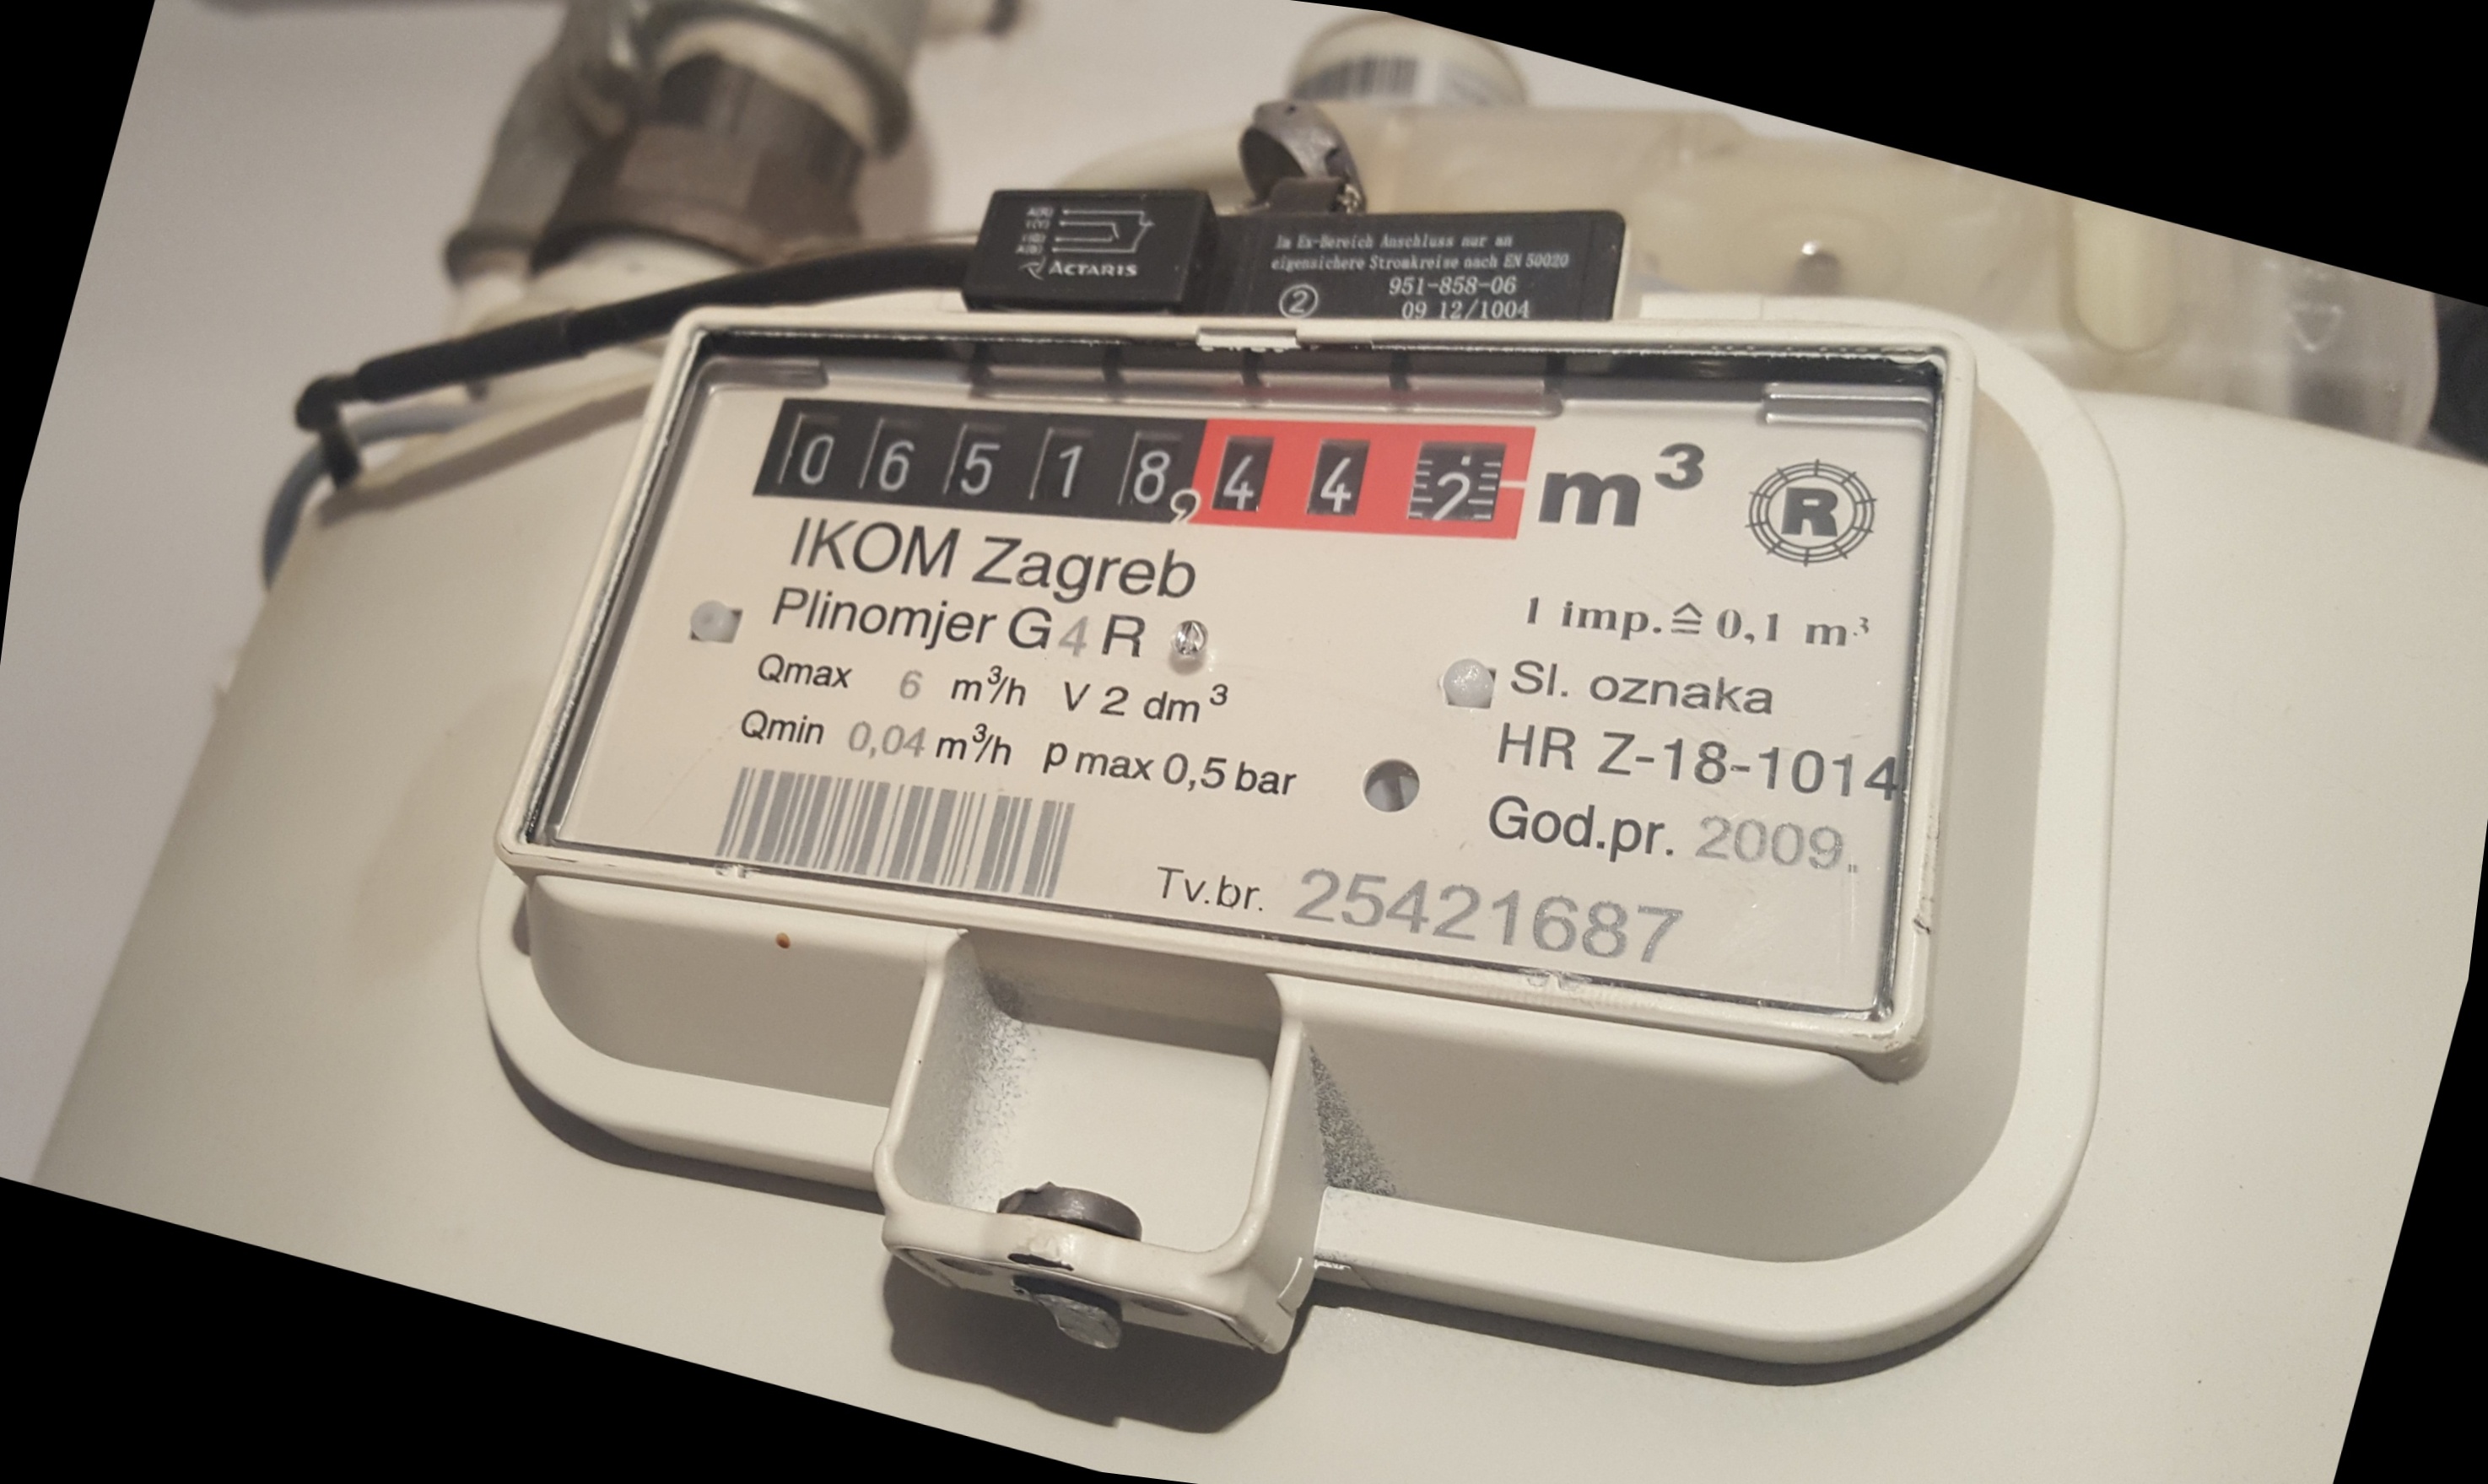 ACTARIS
Im Ex-Bereich Anschluss nur an
eigensichere Stromkreise nach EN 50020
② 951-858-06
09 12/1004
06518,442 m³ R
IKOM Zagreb
Plinomjer G4 R
1 imp.≙0,1 m³
Qmax 6 m³/h V 2 dm³
Sl. oznaka
Qmin 0,04 m³/h p max 0,5 bar
HR Z-18-1014
God.pr. 2009.
Tv.br. 25421687